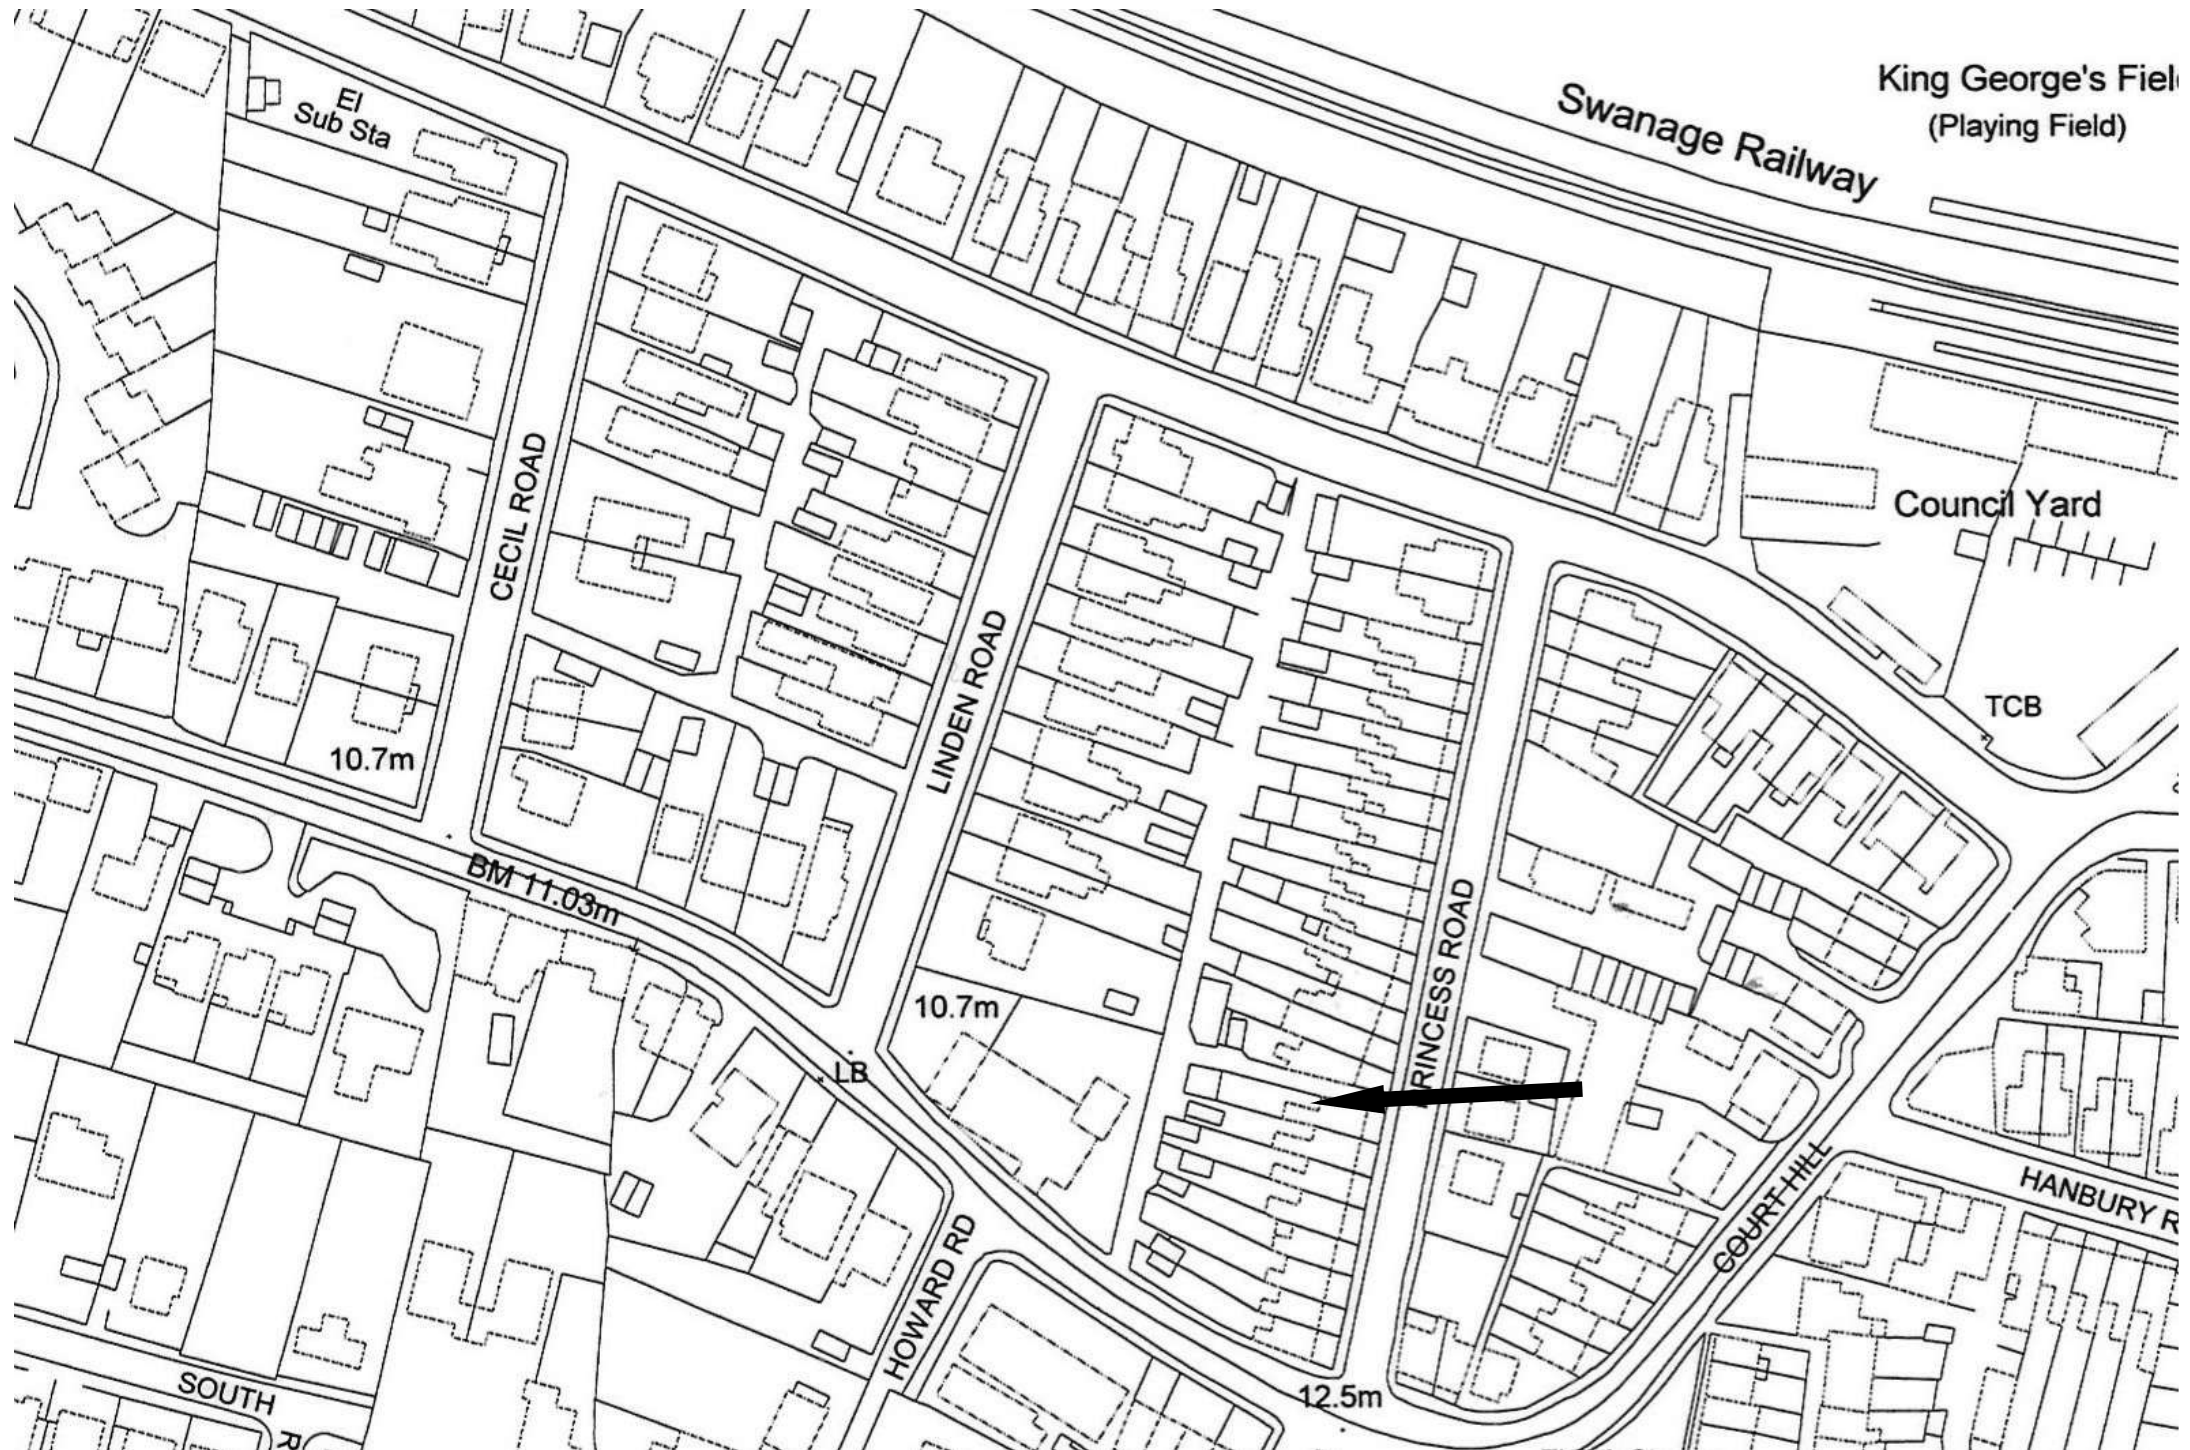 King George's Fiel
(Playing Field)
Swanage Railway
El
Sub Sta
CECIL ROAD
Council Yard
LINDEN ROAD
TCB
10.7m
BM 11.03m
PRINCESS ROAD
10.7m
LB
COURT HILL
HANBURY R
HOWARD RD
SOUTH
R
12.5m